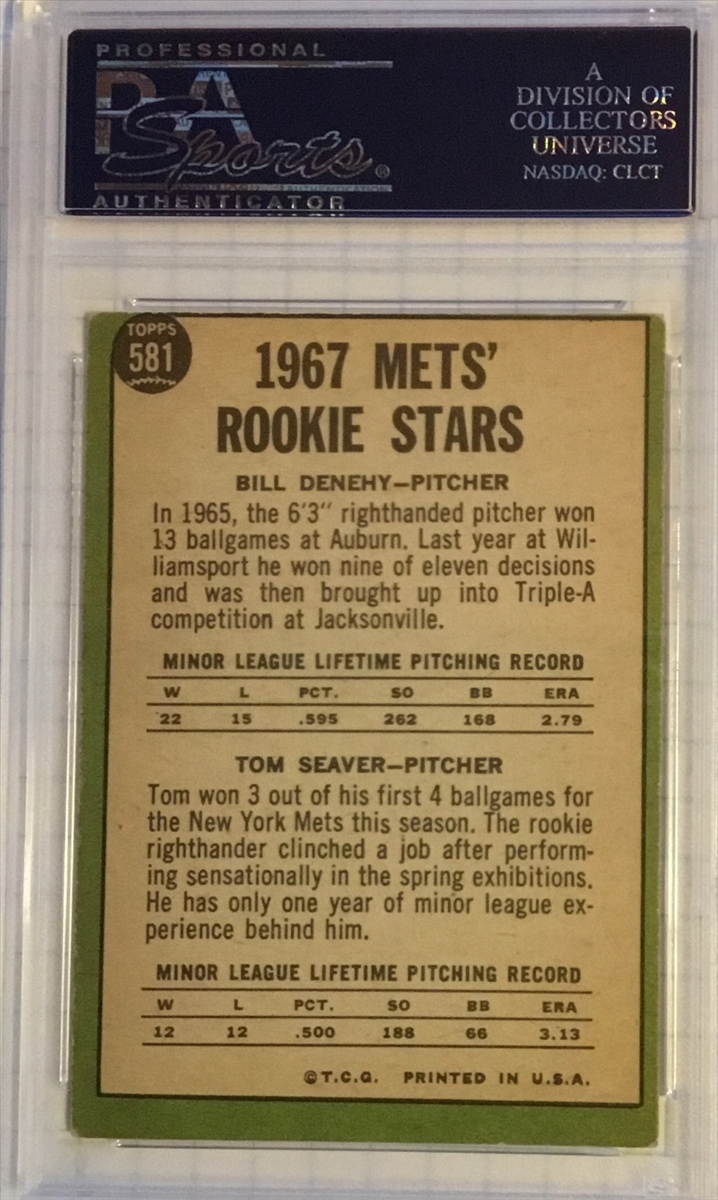 PROFESSIONAL
PSA
Sports®
AUTHENTICATOR
A
DIVISION OF
COLLECTORS
UNIVERSE
NASDAQ: CLCT
TOPPS
581
1967 METS'
ROOKIE STARS
BILL DENEHY—PITCHER
In 1965, the 6'3" righthanded pitcher won
13 ballgames at Auburn. Last year at Wil-
liamsport he won nine of eleven decisions
and was then brought up into Triple-A
competition at Jacksonville.
MINOR LEAGUE LIFETIME PITCHING RECORD
W L PCT. SO BB ERA
22 15 .595 262 168 2.79
TOM SEAVER—PITCHER
Tom won 3 out of his first 4 ballgames for
the New York Mets this season. The rookie
righthander clinched a job after perform-
ing sensationally in the spring exhibitions.
He has only one year of minor league ex-
perience behind him.
MINOR LEAGUE LIFETIME PITCHING RECORD
W L PCT. SO BB ERA
12 12 .500 188 66 3.13
©T.C.G. PRINTED IN U.S.A.